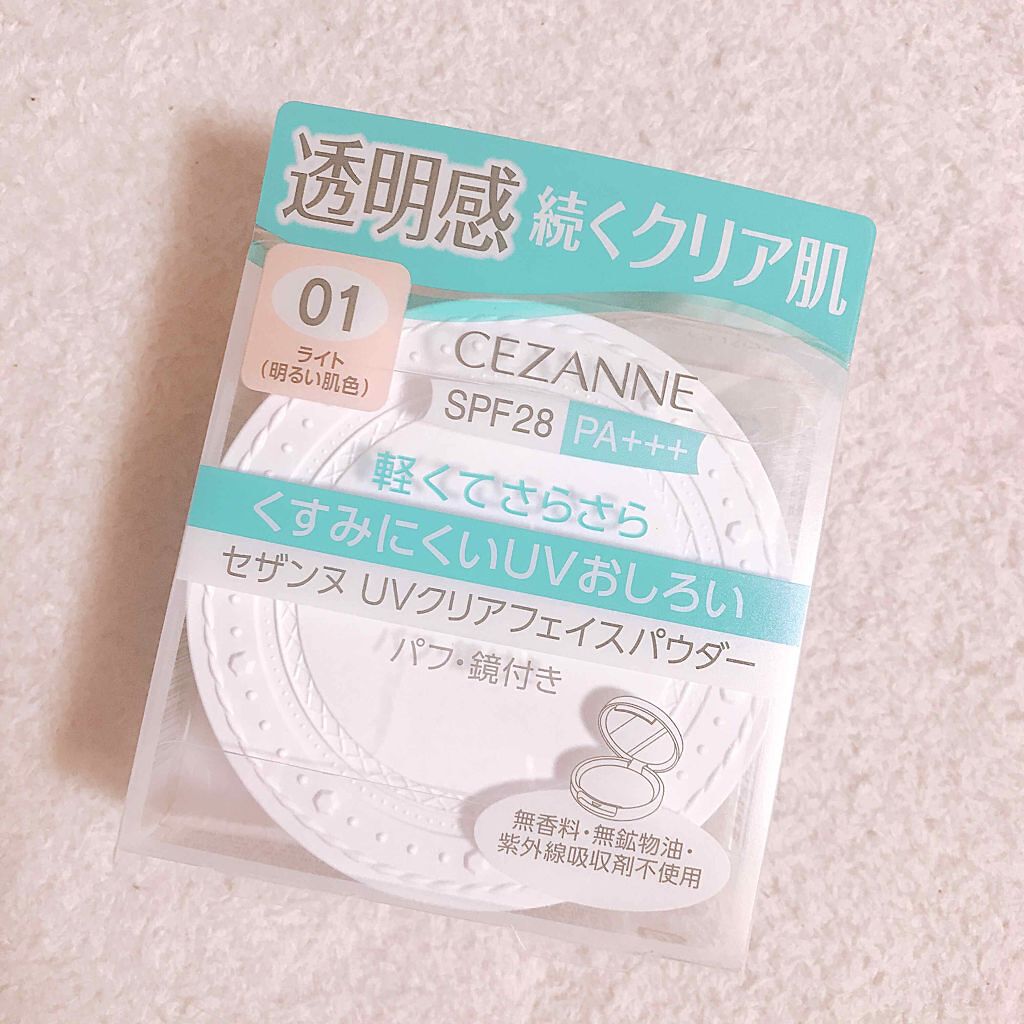 透明感 続くクリア肌
01
ライト
(明るい肌色)
CEZANNE
SPF28 PA+++
軽くてさらさら
くすみにくいUVおしろい
セザンヌ UVクリアフェイスパウダー
パフ・鏡付き
無香料・無鉱物油・
紫外線吸収剤不使用